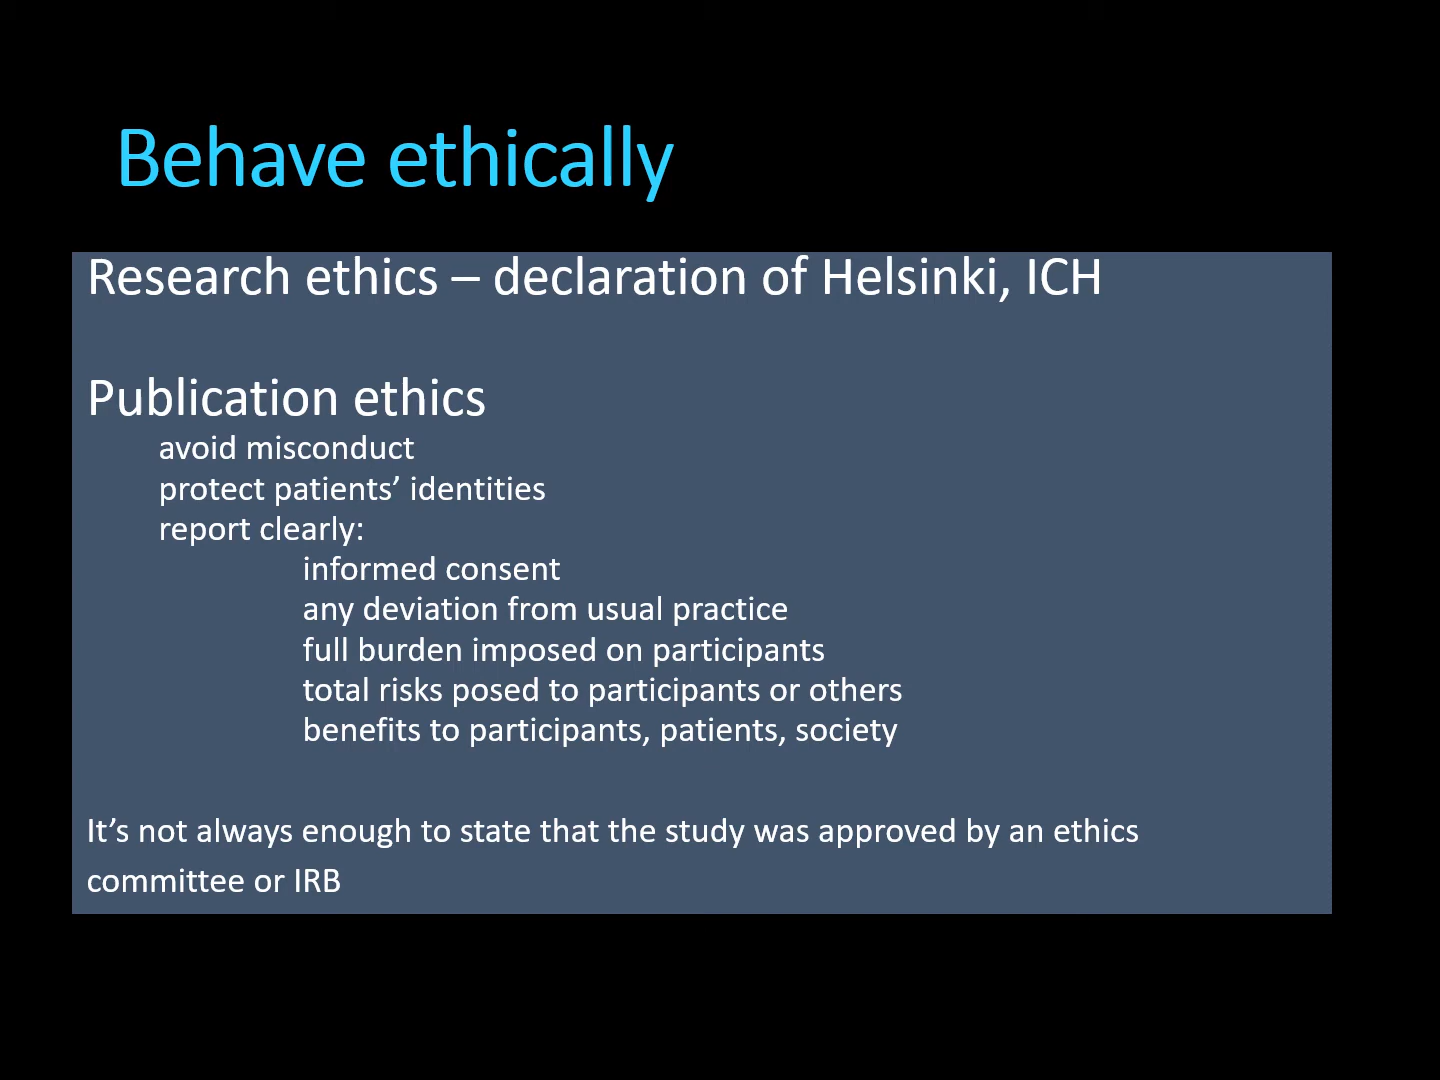 Behave ethically
Research ethics – declaration of Helsinki, ICH
Publication ethics
avoid misconduct
protect patients’ identities
report clearly:
informed consent
any deviation from usual practice
full burden imposed on participants
total risks posed to participants or others
benefits to participants, patients, society
It’s not always enough to state that the study was approved by an ethics
committee or IRB